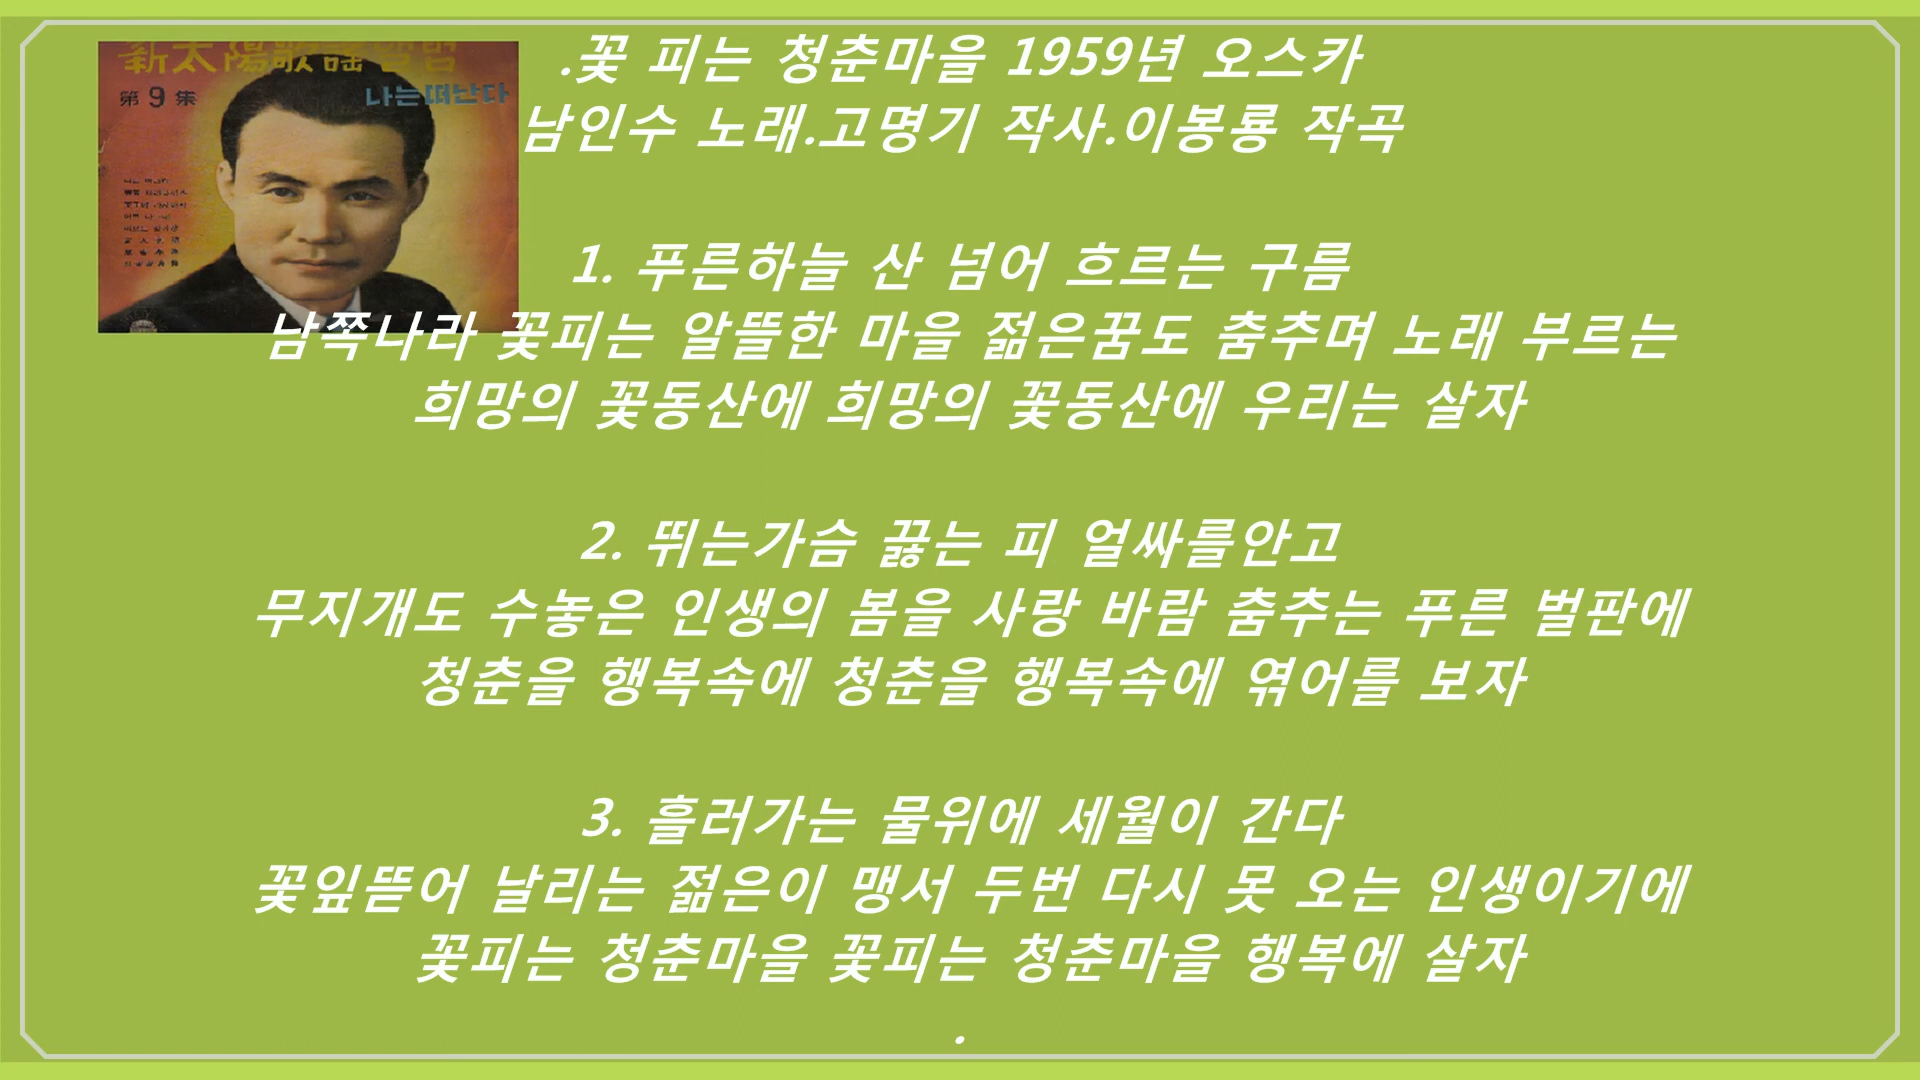 新太陽歌謠앨범
第9集
나는떠난다
.꽃 피는 청춘마을 1959년 오스카
남인수 노래.고명기 작사.이봉룡 작곡
1. 푸른하늘 산 넘어 흐르는 구름
남쪽나라 꽃피는 알뜰한 마을 젊은꿈도 춤추며 노래 부르는
희망의 꽃동산에 희망의 꽃동산에 우리는 살자
2. 뛰는가슴 끓는 피 얼싸를안고
무지개도 수놓은 인생의 봄을 사랑 바람 춤추는 푸른 벌판에
청춘을 행복속에 청춘을 행복속에 엮어를 보자
3. 흘러가는 물위에 세월이 간다
꽃잎뜯어 날리는 젊은이 맹서 두번 다시 못 오는 인생이기에
꽃피는 청춘마을 꽃피는 청춘마을 행복에 살자
.